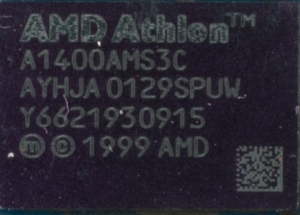 AMD Athlon™
A1400AMS3C
AYHJA 0129SPUW
Y6621930915
ⓜ © 1999 AMD